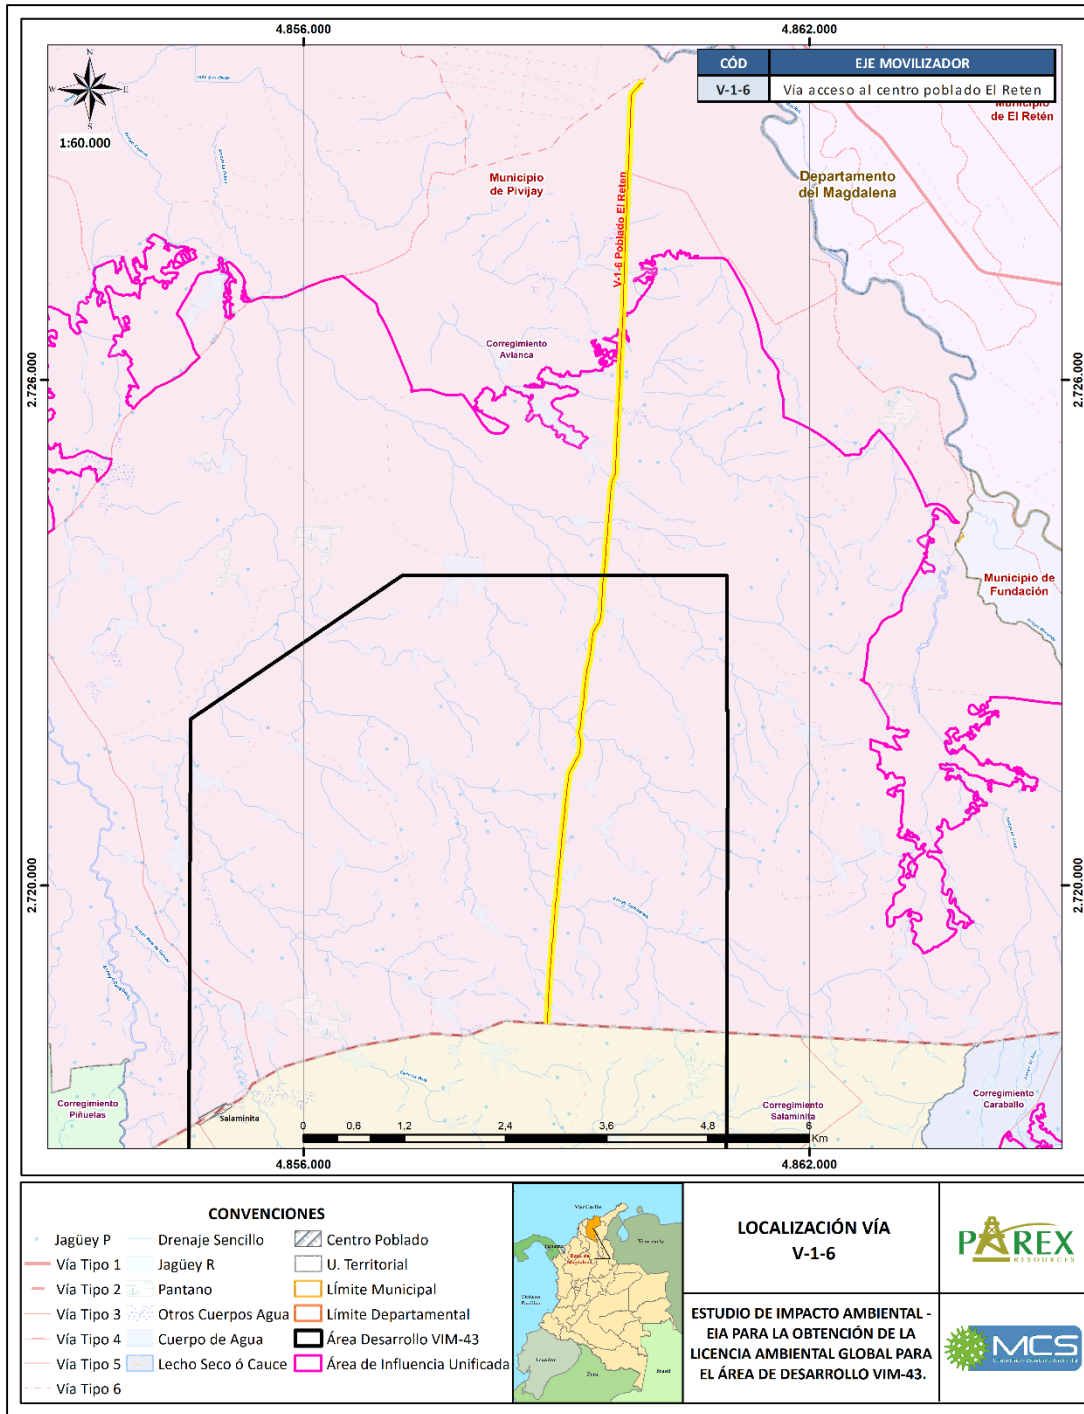 4.856.000
4.862.000
CÓD
EJE MOVILIZADOR
V-1-6
Vía acceso al centro poblado El Reten
N
W
E
S
1:60.000
Municipio
de El Retén
Municipio
de Pivijay
Departamento
del Magdalena
V-1-6 Poblado El Reten
Corregimiento
Avianca
2.726.000
2.726.000
Municipio de
Fundación
2.720.000
2.720.000
Corregimiento
Piñuelas
Salaminita
Corregimiento
Salaminita
Corregimiento
Caraballo
0
0,6
1,2
2,4
3,6
4,8
6
Km
4.856.000
4.862.000
CONVENCIONES
Jagüey P
Vía Tipo 1
Vía Tipo 2
Vía Tipo 3
Vía Tipo 4
Vía Tipo 5
Vía Tipo 6
Drenaje Sencillo
Jagüey R
Pantano
Otros Cuerpos Agua
Cuerpo de Agua
Lecho Seco ó Cauce
Centro Poblado
U. Territorial
Límite Municipal
Límite Departamental
Área Desarrollo VIM-43
Área de Influencia Unificada
Mar Caribe
Venezuela
Ecuador
Perú
Brasil
LOCALIZACIÓN VÍA
V-1-6
ESTUDIO DE IMPACTO AMBIENTAL -
EIA PARA LA OBTENCIÓN DE LA
LICENCIA AMBIENTAL GLOBAL PARA
EL ÁREA DE DESARROLLO VIM-43.
PAREX
RESOURCES
MCS